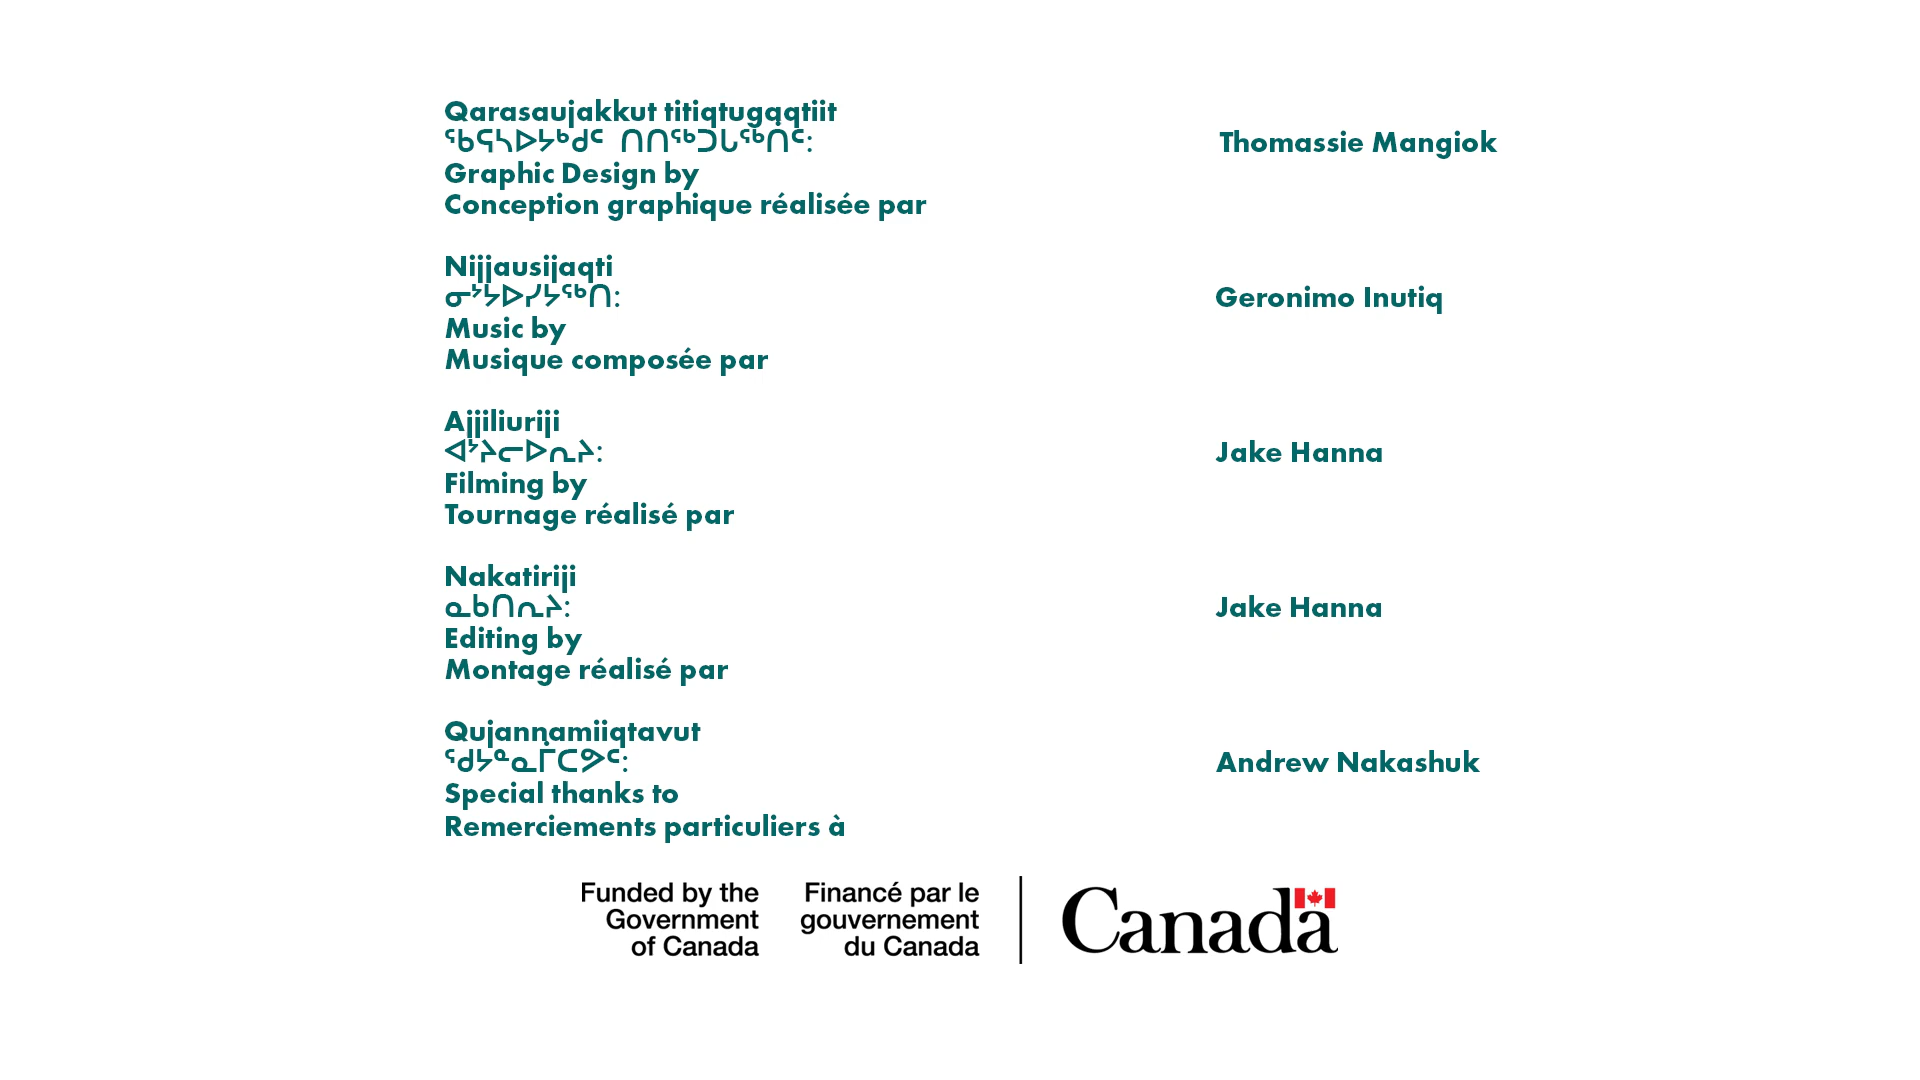 Qarasaujakkut titiqtugaqtiit
ᖃᕋᓴᐅᔭᒃᑯᑦ ᑎᑎᖅᑐᒐᖅᑏᑦ:
Graphic Design by
Conception graphique réalisée par
Thomassie Mangiok
Nijjausijaqti
ᓂᔾᔭᐅᓯᔭᖅᑎ:
Music by
Musique composée par
Geronimo Inutiq
Ajjiliuriji
ᐊᔾᔨᓕᐅᕆᔨ:
Filming by
Tournage réalisé par
Jake Hanna
Nakatiriji
ᓇᑲᑎᕆᔨ:
Editing by
Montage réalisé par
Jake Hanna
Qujannamiiqtavut
ᖁᔭᓐᓇᒦᑕᕗᑦ:
Special thanks to
Remerciements particuliers à
Andrew Nakashuk
Funded by the
Government
of Canada
Financé par le
gouvernement
du Canada
Canada